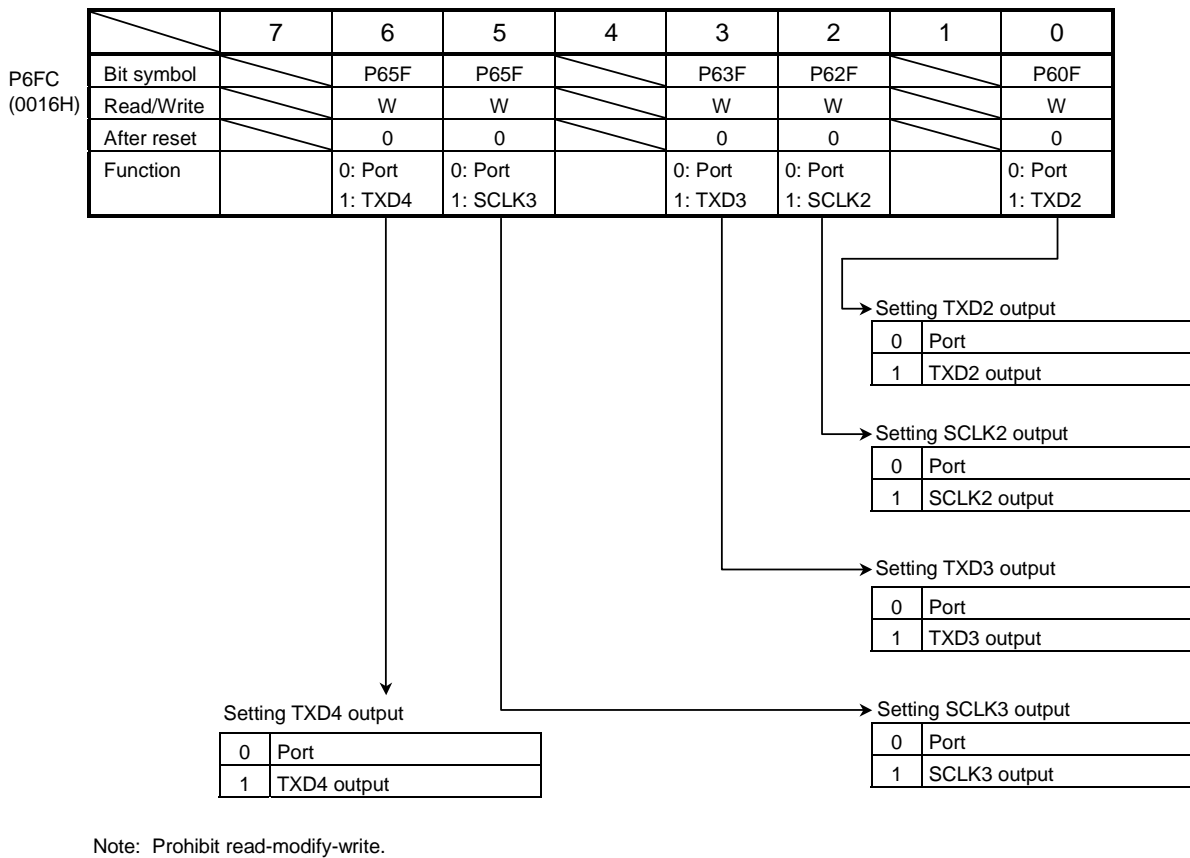 7 6 5 4 3 2 1 0
P6FC
(0016H)
Bit symbol P65F P65F P63F P62F P60F
Read/Write W W W W W
After reset 0 0 0 0 0
Function 0: Port 0: Port 0: Port 0: Port 0: Port
1: TXD4 1: SCLK3 1: TXD3 1: SCLK2 1: TXD2
Setting TXD2 output
0 Port
1 TXD2 output
Setting SCLK2 output
0 Port
1 SCLK2 output
Setting TXD3 output
0 Port
1 TXD3 output
Setting TXD4 output
0 Port
1 TXD4 output
Setting SCLK3 output
0 Port
1 SCLK3 output
Note: Prohibit read-modify-write.